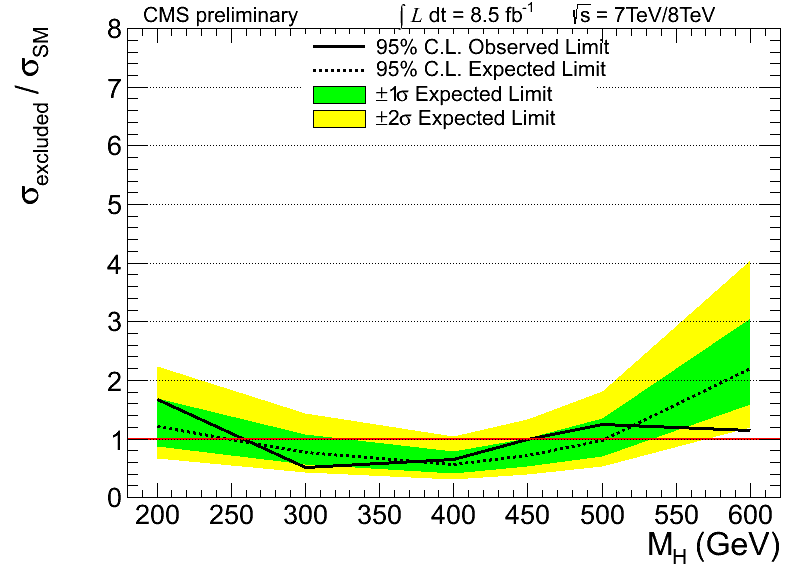 CMS preliminary ∫ L dt = 8.5 fb⁻¹ √s = 7TeV/8TeV
95% C.L. Observed Limit
95% C.L. Expected Limit
±1σ Expected Limit
±2σ Expected Limit
σexcluded / σSM
8
7
6
5
4
3
2
1
0
200 250 300 350 400 450 500 550 600
MH (GeV)